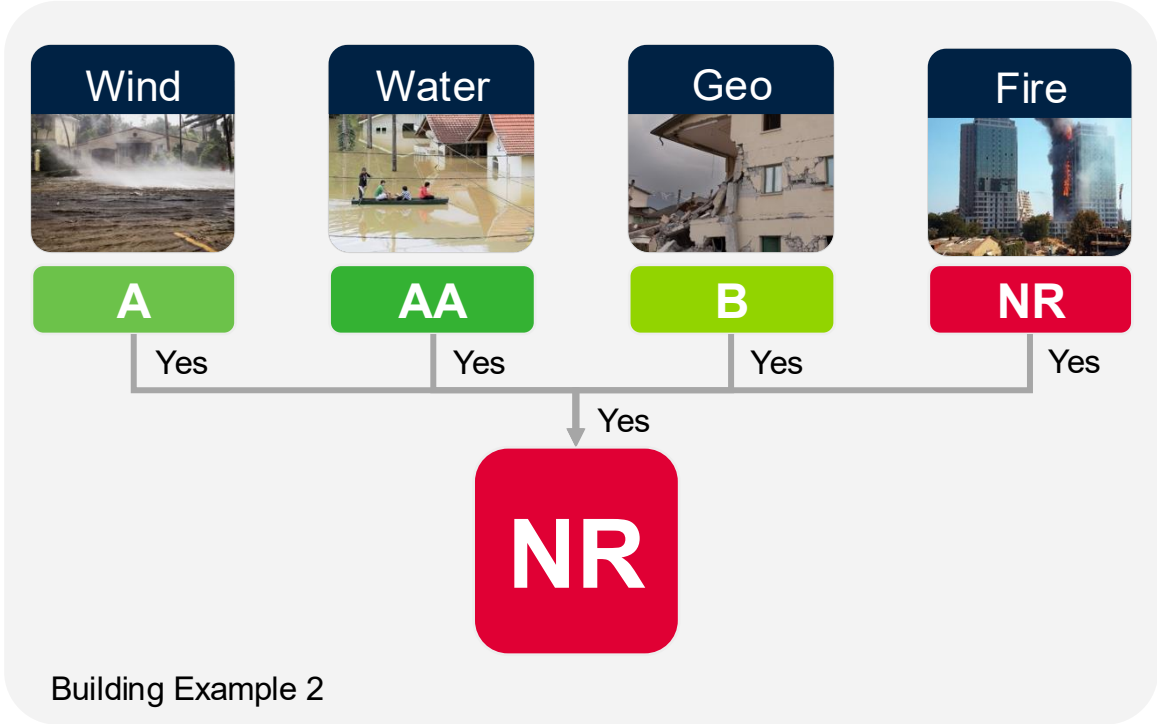 Wind
Water
Geo
Fire
A
AA
B
NR
Yes
Yes
Yes
Yes
Yes
NR
Building Example 2